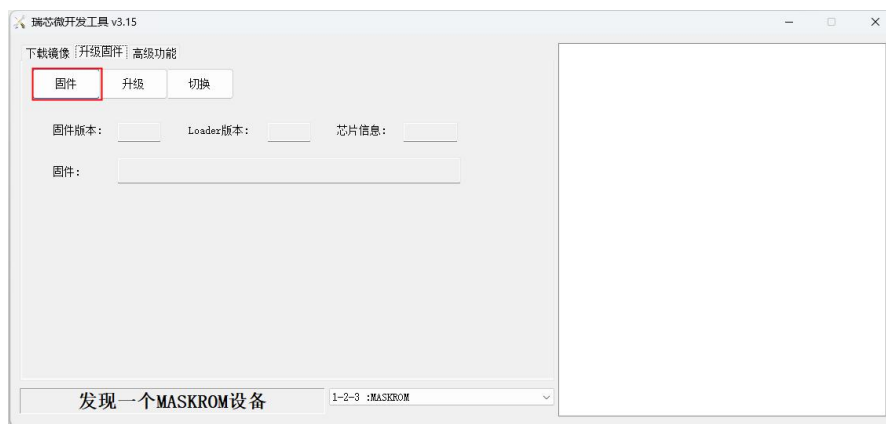 瑞芯微开发工具 v3.15
下载镜像 升级固件 高级功能
固件 升级 切换
固件版本： Loader版本： 芯片信息：
固件：
发现一个MASKROM设备 1-2-3 :MASKROM